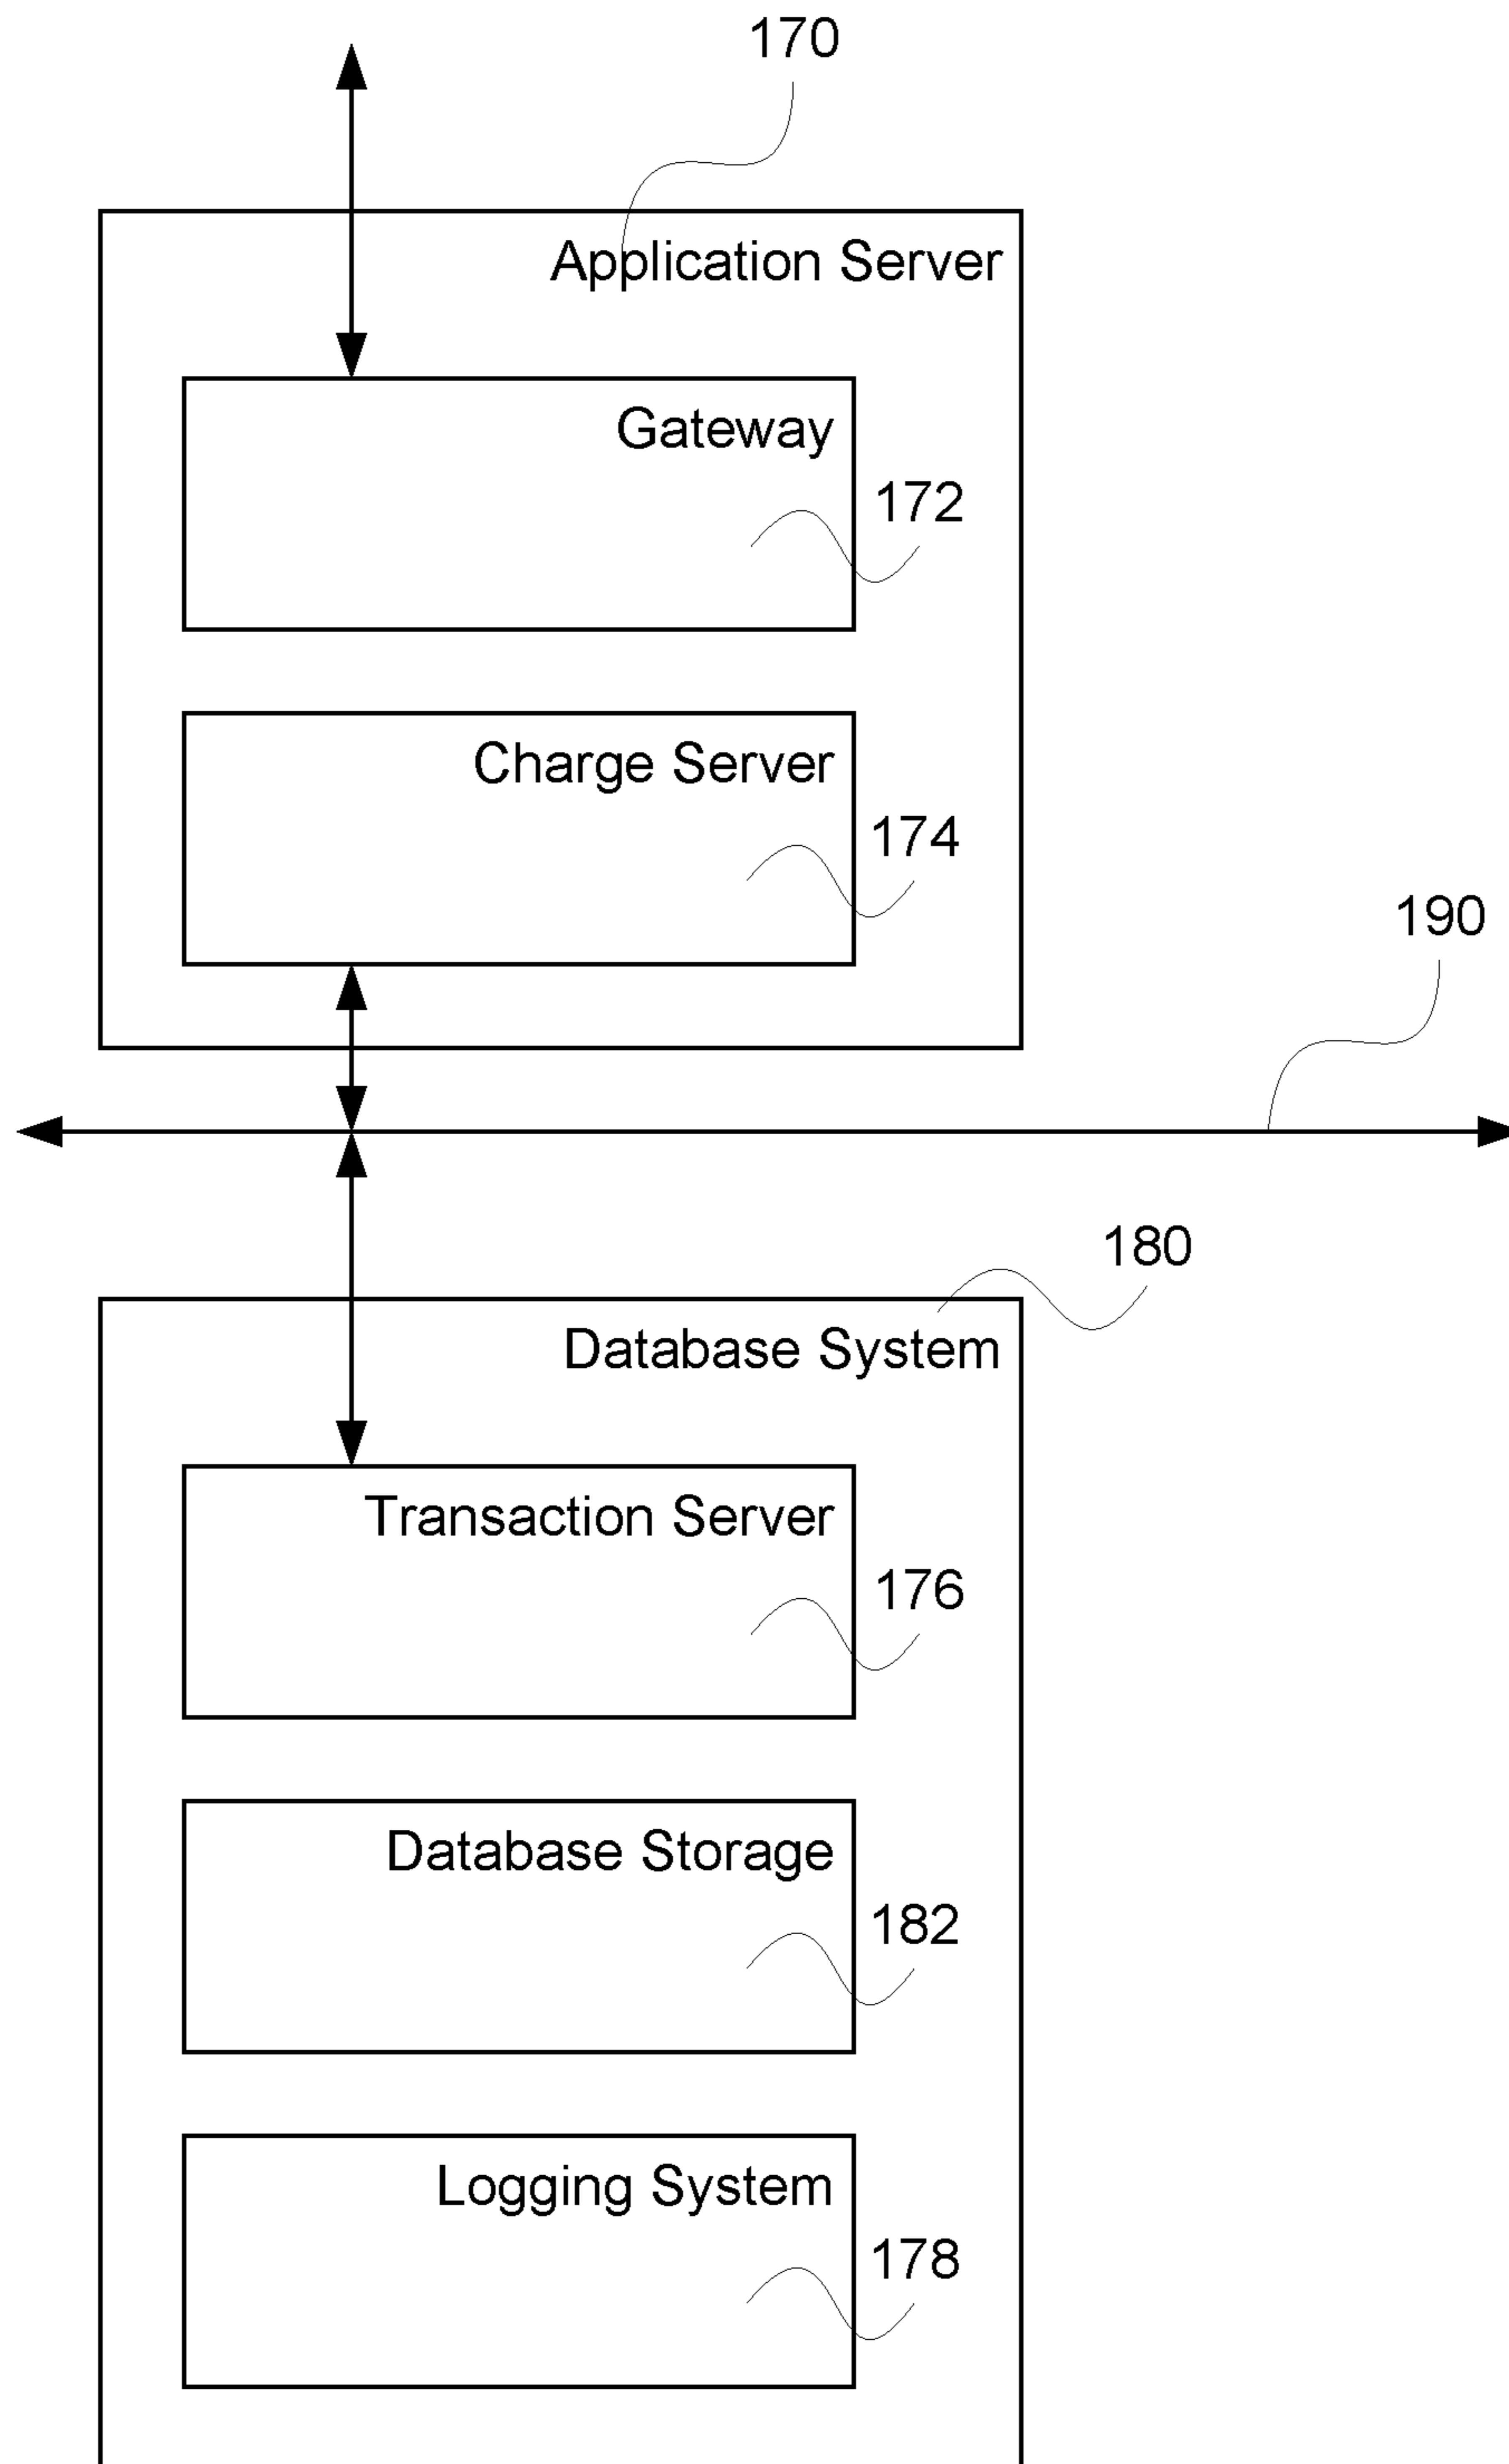 170
Application Server
Gateway
172
Charge Server
174
190
180
Database System
Transaction Server
176
Database Storage
182
Logging System
178